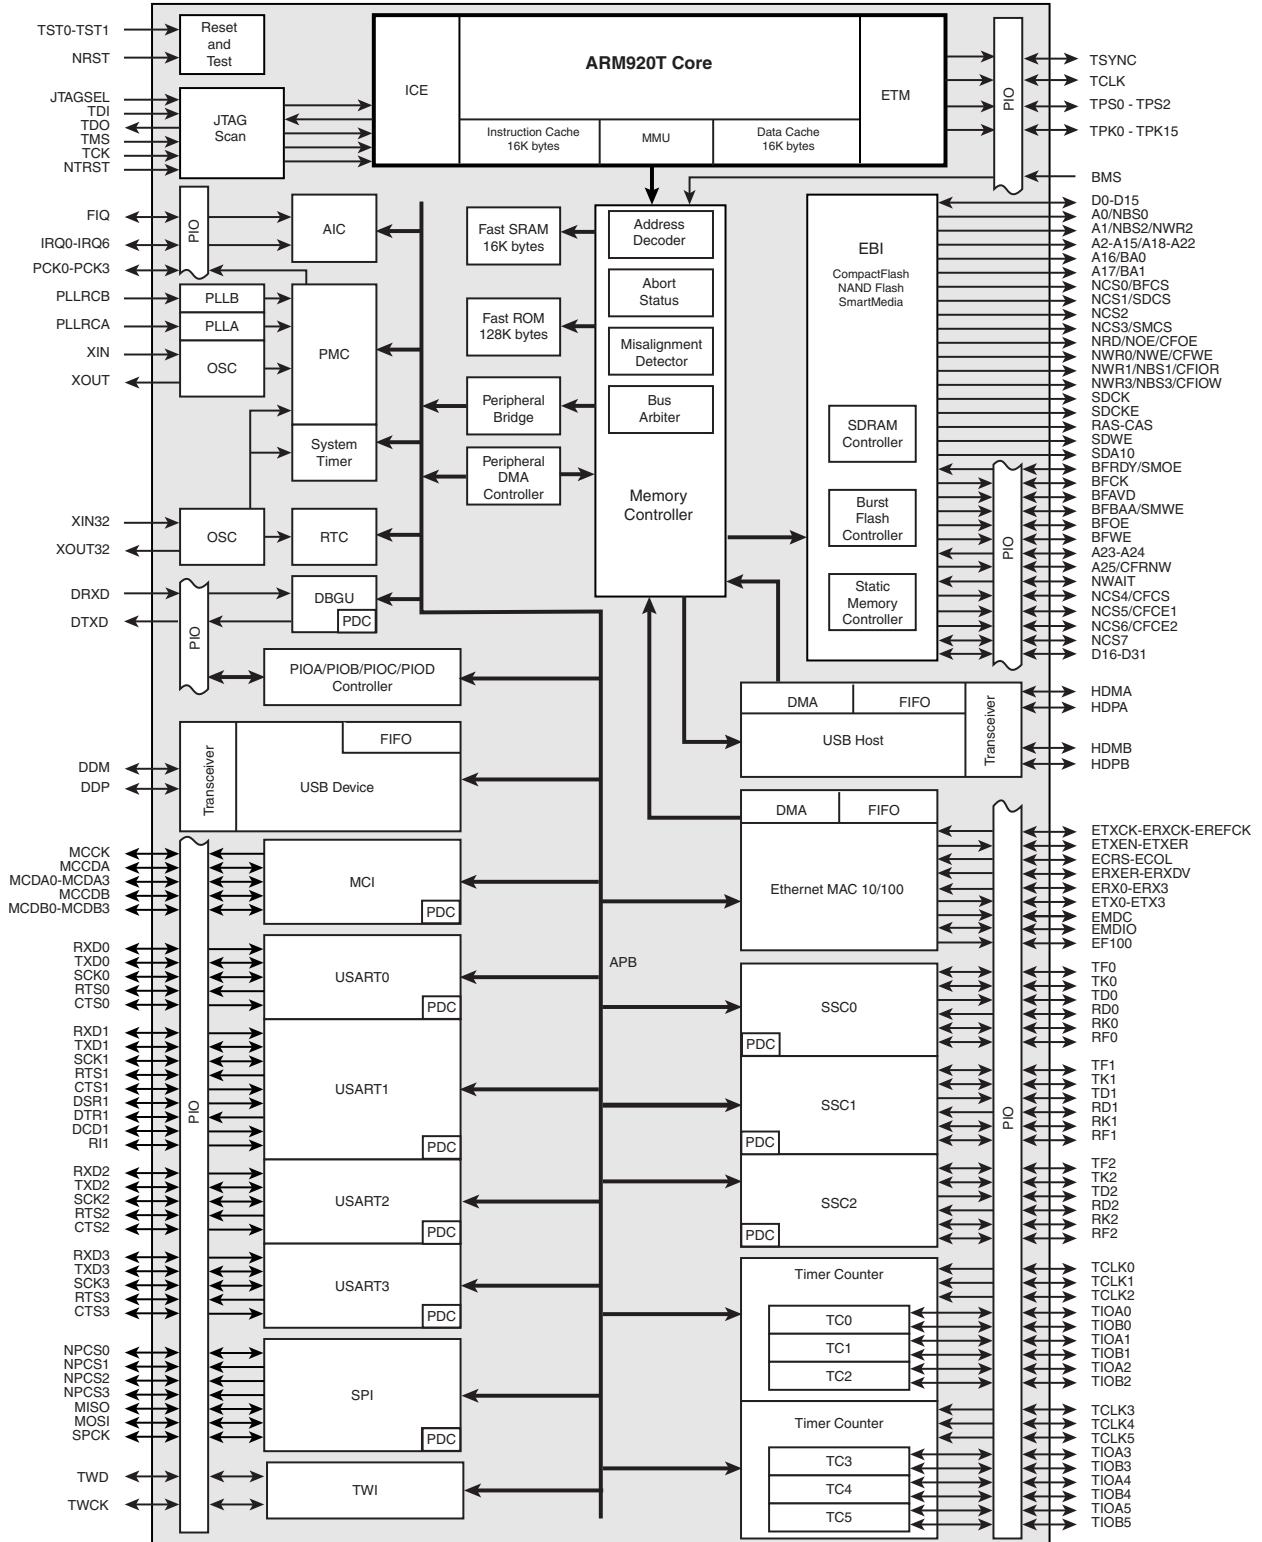 TST0-TST1
NRST
Reset
and
Test
JTAGSEL
TDI
TDO
TMS
TCK
NTRST
JTAG
Scan
ICE
ARM920T Core
Instruction Cache
16K bytes
MMU
Data Cache
16K bytes
ETM
PIO
TSYNC
TCLK
TPS0 - TPS2
TPK0 - TPK15
BMS
FIQ
IRQ0-IRQ6
PCK0-PCK3
PIO
AIC
PLLRCB
PLLRCA
XIN
XOUT
PLLB
PLLA
OSC
PMC
System
Timer
XIN32
XOUT32
OSC
RTC
DRXD
DTXD
PIO
DBGU
PDC
PIOA/PIOB/PIOC/PIOD
Controller
Fast SRAM
16K bytes
Fast ROM
128K bytes
Peripheral
Bridge
Peripheral
DMA
Controller
Address
Decoder
Abort
Status
Misalignment
Detector
Bus
Arbiter
Memory
Controller
EBI
CompactFlash
NAND Flash
SmartMedia
SDRAM
Controller
Burst
Flash
Controller
Static
Memory
Controller
PIO
D0-D15
A0/NBS0
A1/NBS2/NWR2
A2-A15/A18-A22
A16/BA0
A17/BA1
NCS0/BFCS
NCS1/SDCS
NCS2
NCS3/SMCS
NRD/NOE/CFOE
NWR0/NWE/CFWE
NWR1/NBS1/CFIOR
NWR3/NBS3/CFIOW
SDCK
SDCKE
RAS-CAS
SDWE
SDA10
BFRDY/SMOE
BFCK
BFAVD
BFBAA/SMWE
BFOE
BFWE
A23-A24
A25/CFRNW
NWAIT
NCS4/CFCS
NCS5/CFCE1
NCS6/CFCE2
NCS7
D16-D31
DMA
FIFO
USB Host
Transceiver
HDMA
HDPA
HDMB
HDPB
DDM
DDP
Transceiver
FIFO
USB Device
DMA
FIFO
Ethernet MAC 10/100
ETXCK-ERXCK-EREFCK
ETXEN-ETXER
ECRS-ECOL
ERXER-ERXDV
ERX0-ERX3
ETX0-ETX3
EMDC
EMDIO
EF100
MCCK
MCCDA
MCDA0-MCDA3
MCCDB
MCDB0-MCDB3
MCI
PDC
RXD0
TXD0
SCK0
RTS0
CTS0
USART0
PDC
RXD1
TXD1
SCK1
RTS1
CTS1
DSR1
DTR1
DCD1
RI1
PIO
USART1
PDC
RXD2
TXD2
SCK2
RTS2
CTS2
USART2
PDC
RXD3
TXD3
SCK3
RTS3
CTS3
USART3
PDC
NPCS0
NPCS1
NPCS2
NPCS3
MISO
MOSI
SPCK
SPI
PDC
TWD
TWCK
TWI
APB
SSC0
PDC
TF0
TK0
TD0
RD0
RK0
RF0
SSC1
PDC
PIO
TF1
TK1
TD1
RD1
RK1
RF1
SSC2
PDC
TF2
TK2
TD2
RD2
RK2
RF2
Timer Counter
TC0
TC1
TC2
TCLK0
TCLK1
TCLK2
TIOA0
TIOB0
TIOA1
TIOB1
TIOA2
TIOB2
Timer Counter
TC3
TC4
TC5
TCLK3
TCLK4
TCLK5
TIOA3
TIOB3
TIOA4
TIOB4
TIOA5
TIOB5